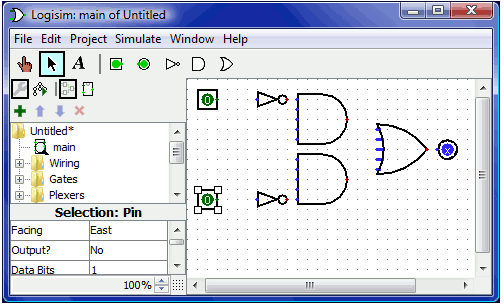 Logisim: main of Untitled
File Edit Project Simulate Window Help
A
Untitled*
main
Wiring
Gates
Plexers
Selection: Pin
Facing East
Output? No
Data Bits 1
100%
0
0
x